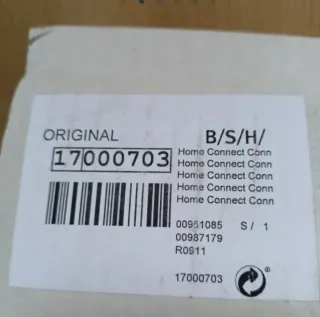 ORIGINAL
B/S/H/
17000703
Home Connect Conn
Home Connect Conn
Home Connect Conn
Home Connect Conn
Home Connect Conn
00951085 S / 1
00987179
R0911
17000703 ®